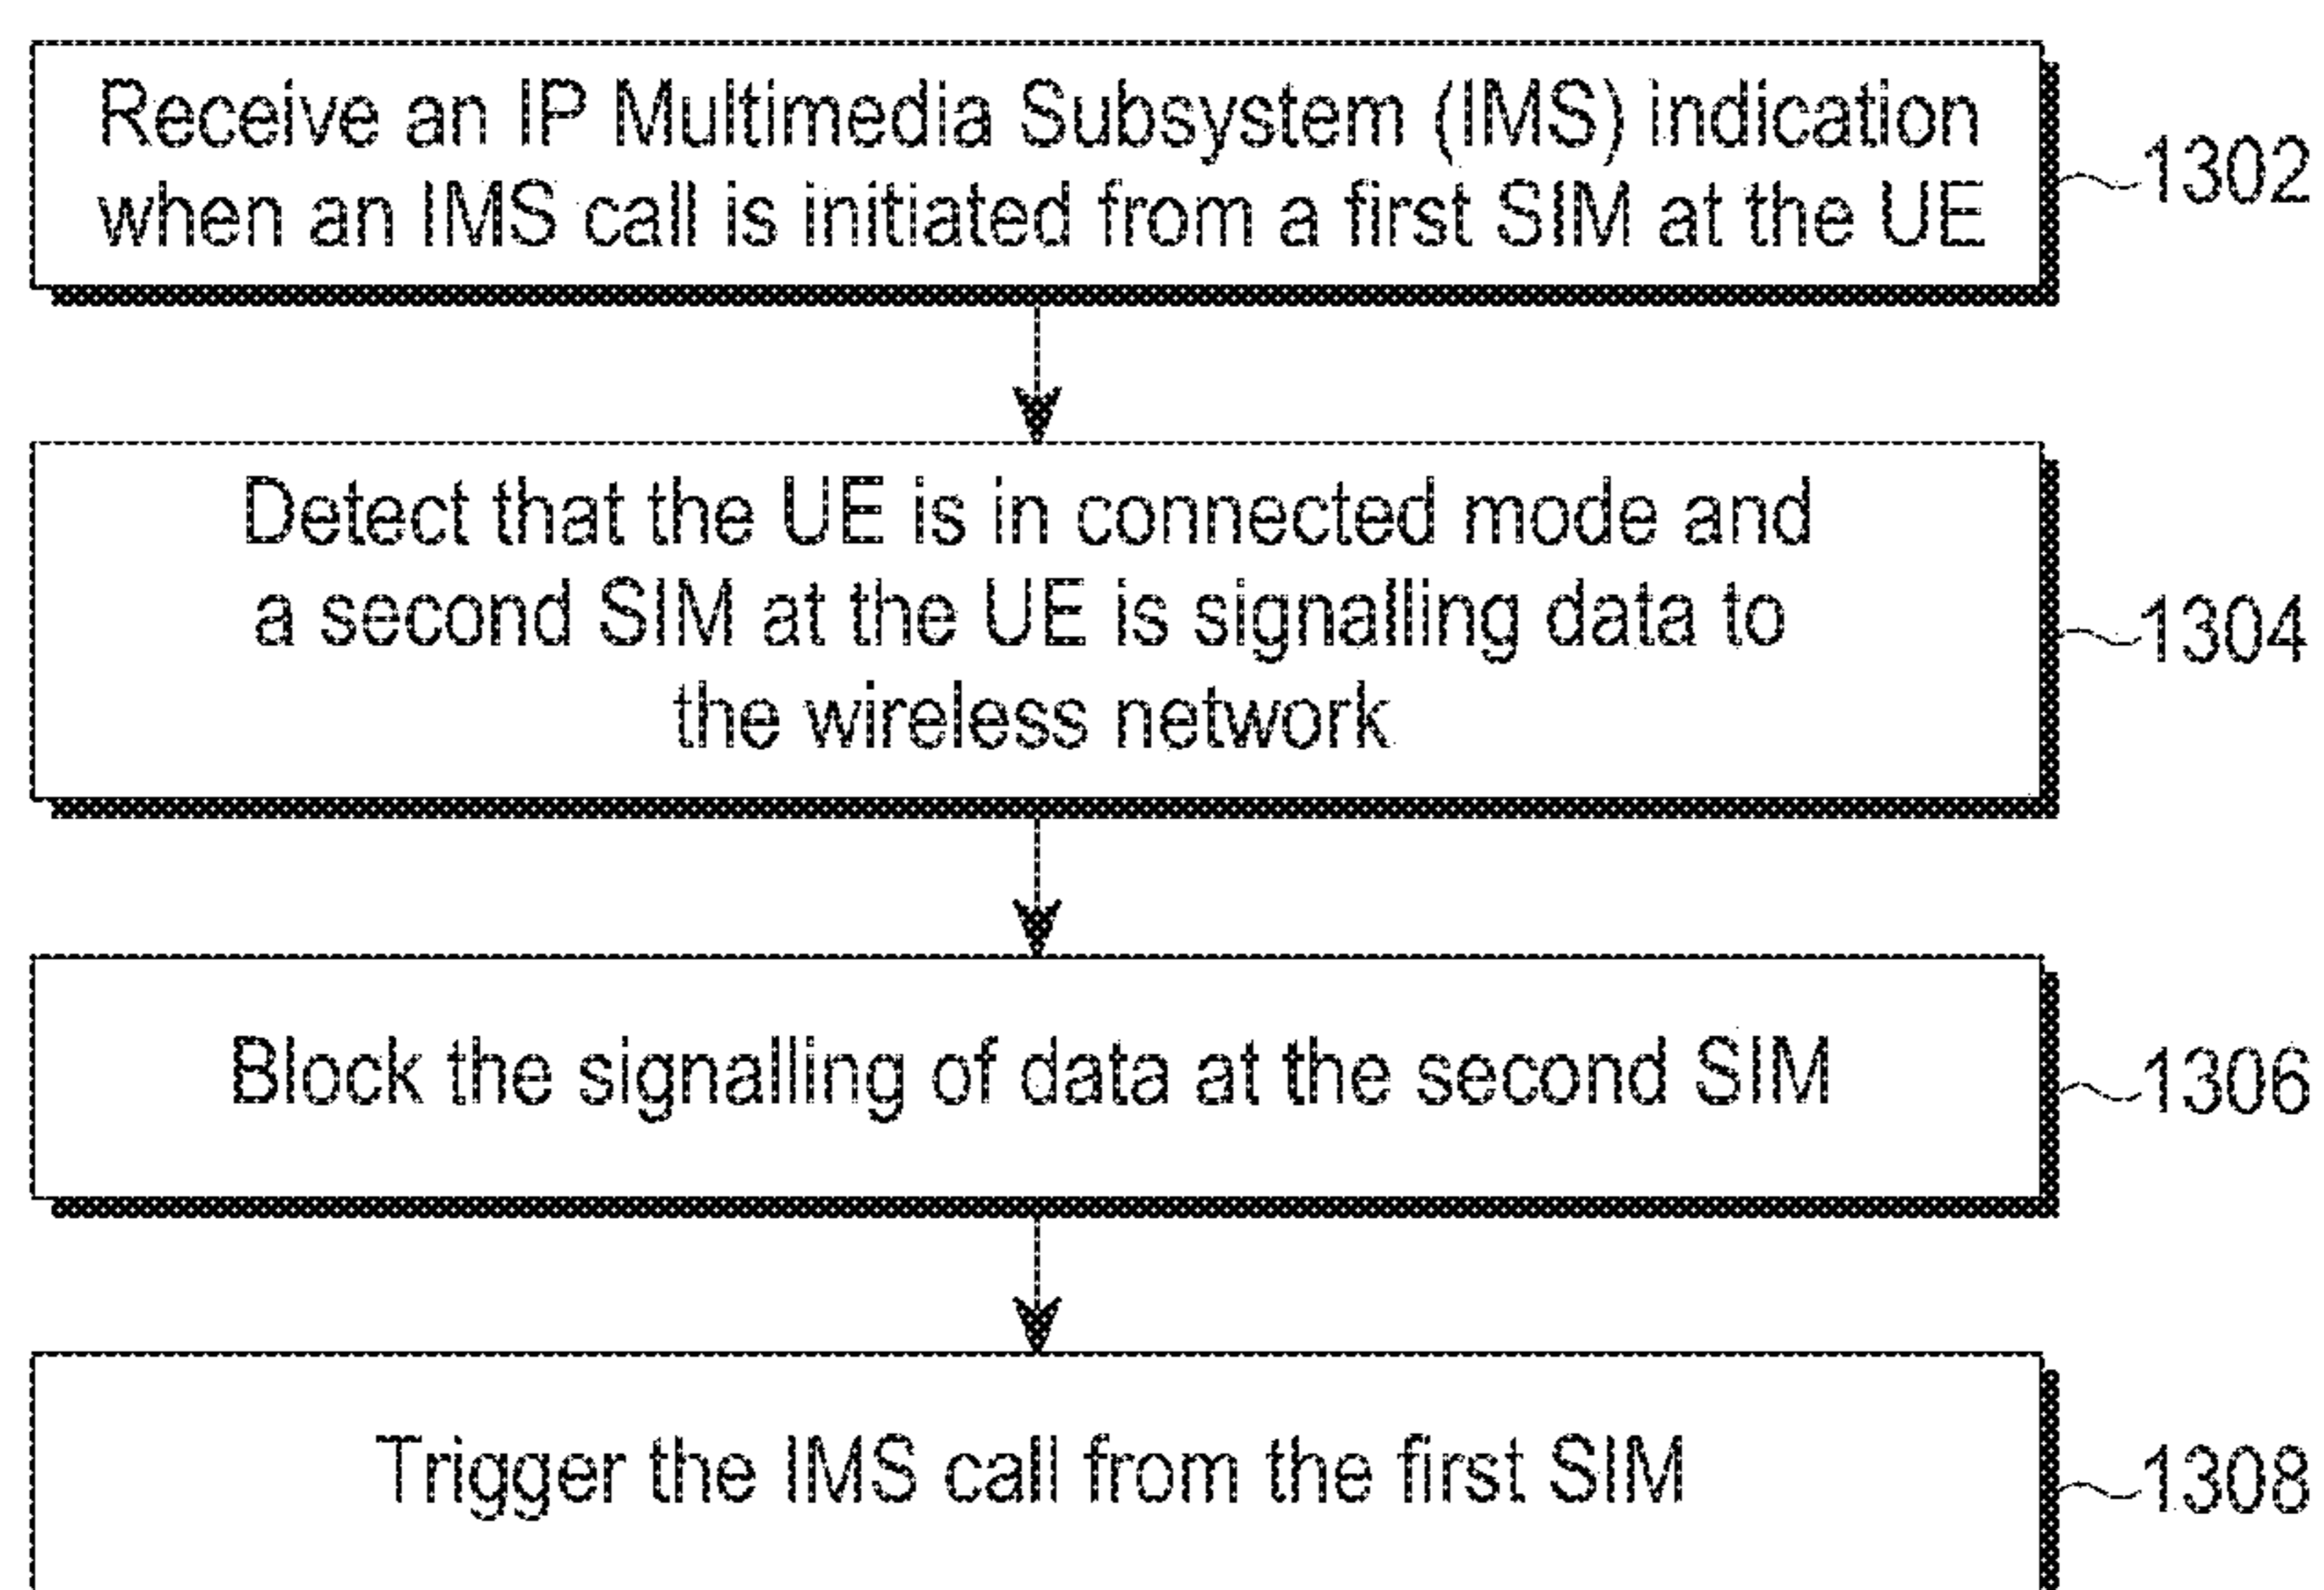 Receive an IP Multimedia Subsystem (IMS) indication
when an IMS call is initiated from a first SIM at the UE
1302
Detect that the UE is in connected mode and
a second SIM at the UE is signalling data to
the wireless network
1304
Block the signalling of data at the second SIM
1306
Trigger the IMS call from the first SIM
1308